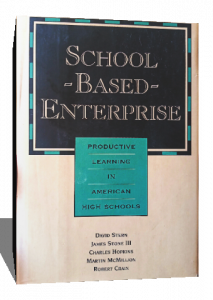 SCHOOL
-BASED-
ENTERPRISE
PRODUCTIVE
LEARNING
IN
AMERICAN
HIGH SCHOOLS
DAVID STERN
JAMES STONE III
CHARLES HOPKINS
MARTIN MCMILLION
ROBERT CRAIN